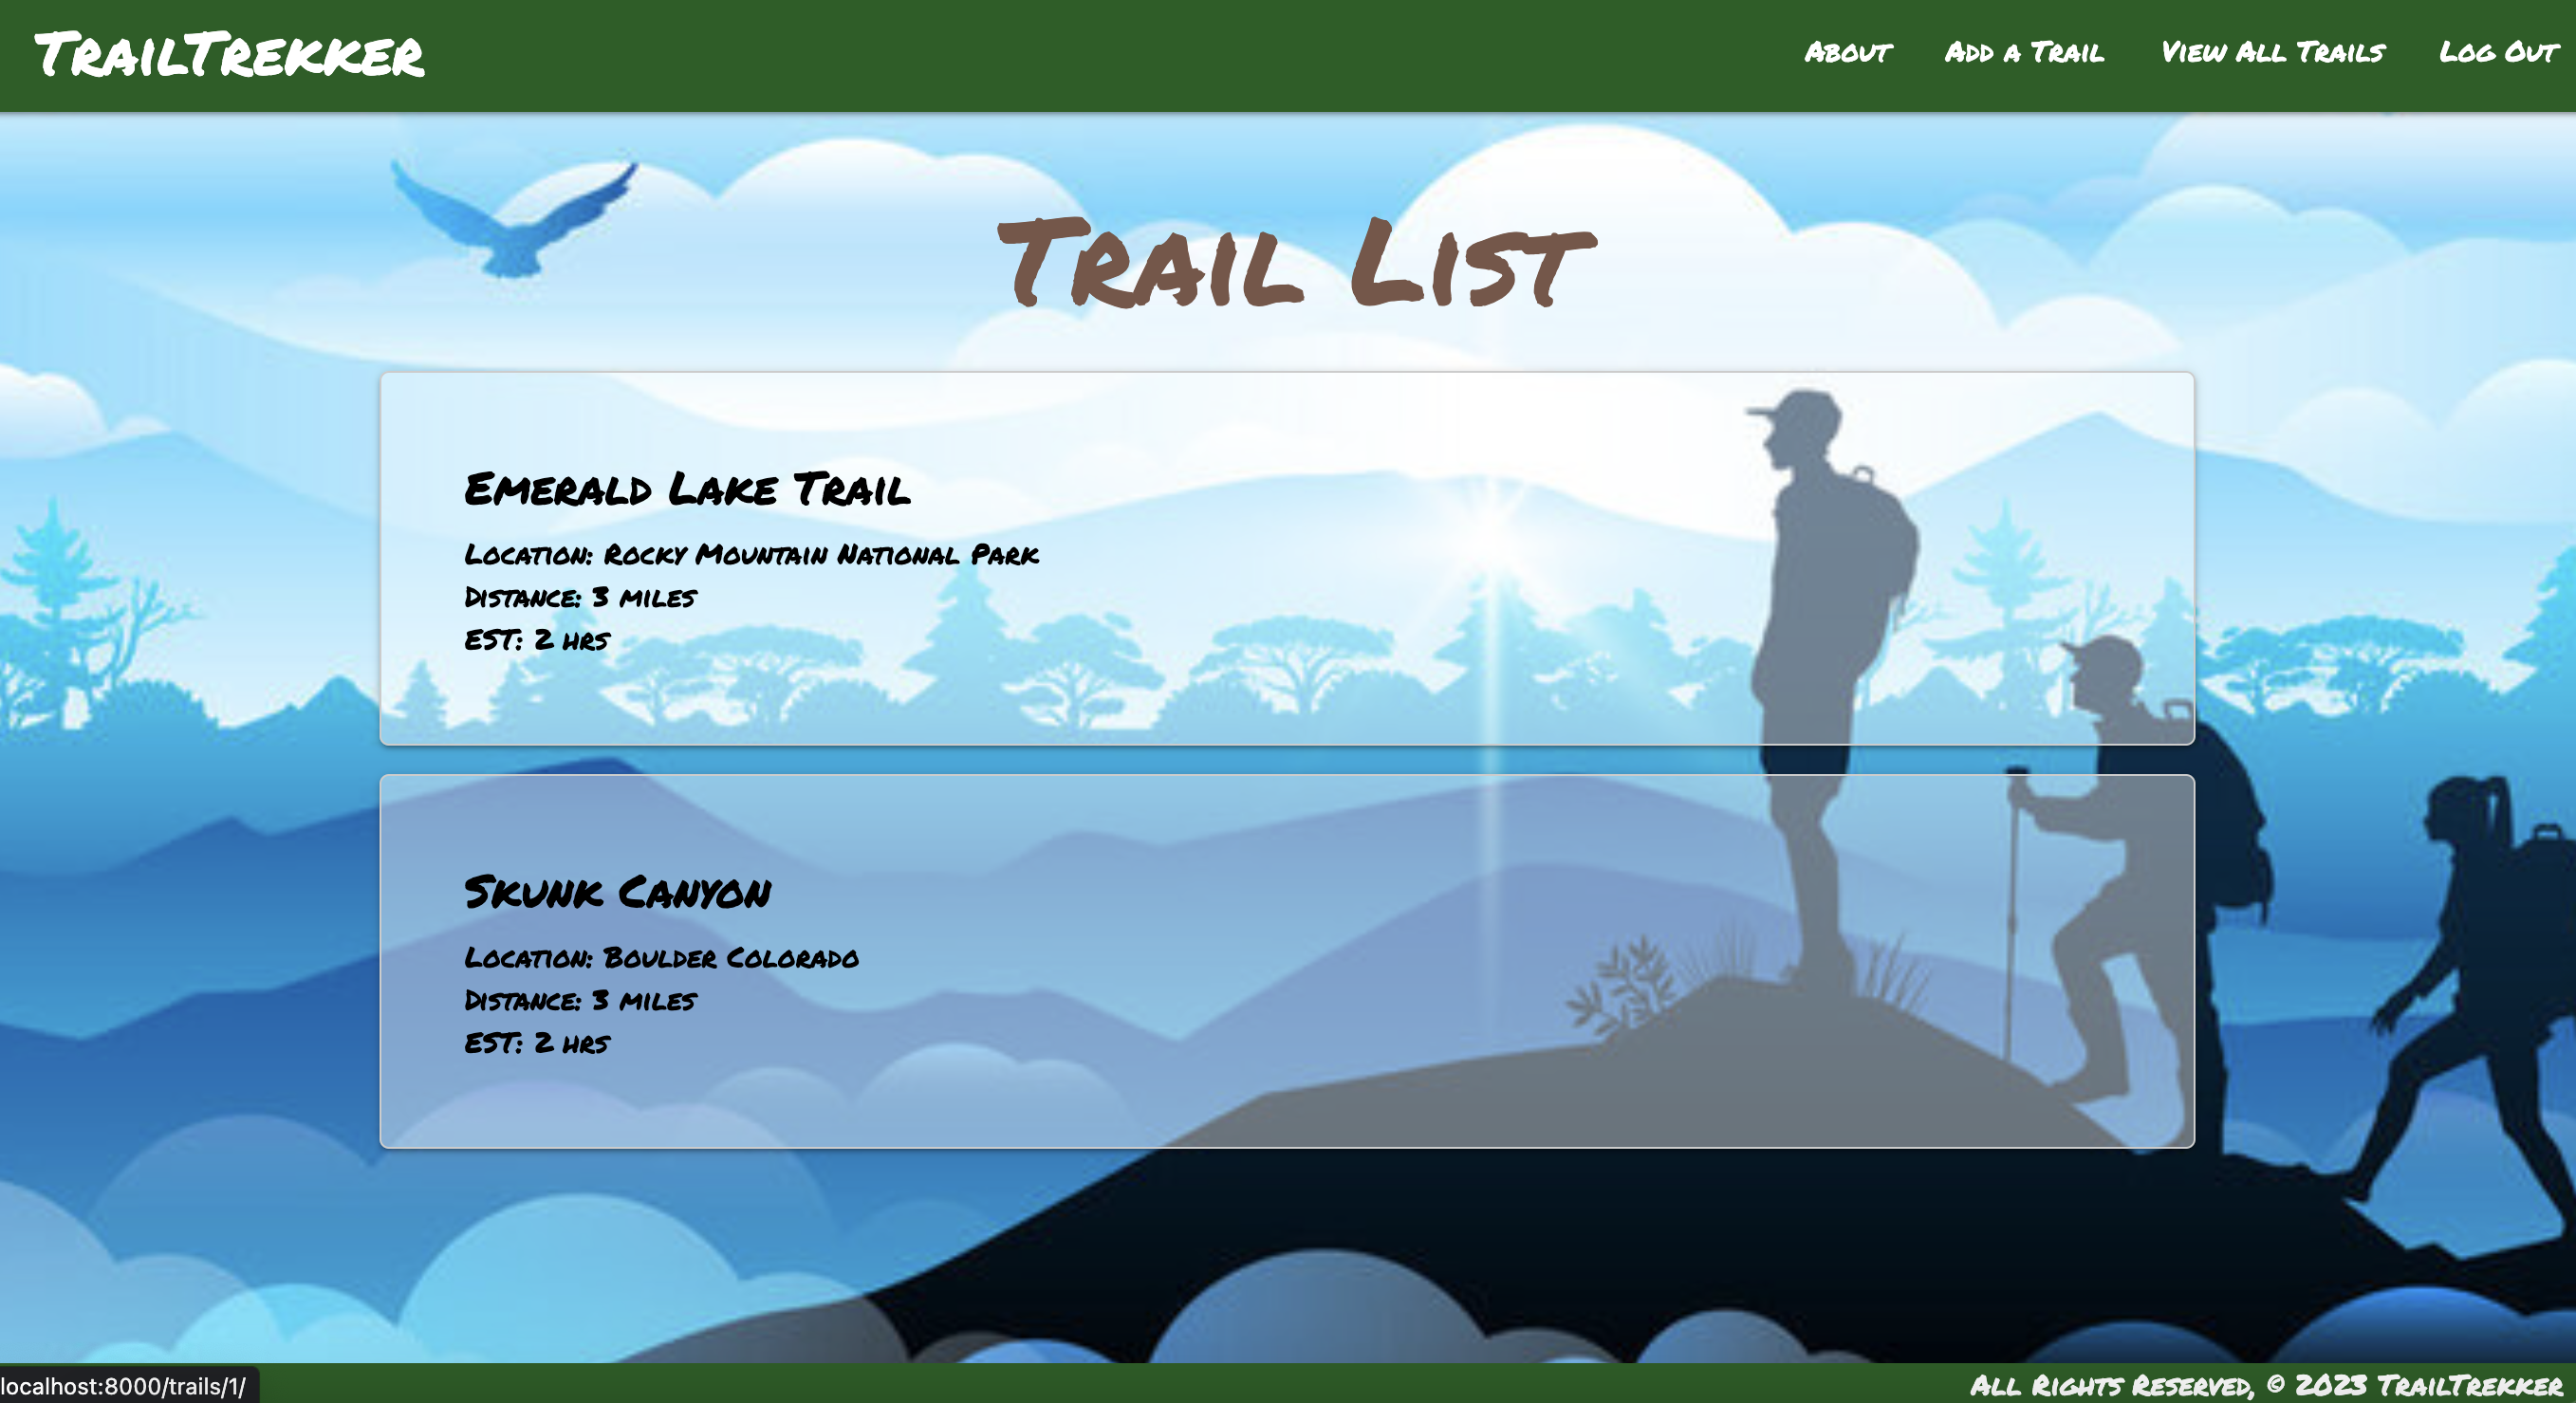 TrailTrekker
About Add a Trail View All Trails Log Out
Trail List
Emerald Lake Trail
Location: Rocky Mountain National Park
Distance: 3 miles
EST: 2 hrs
Skunk Canyon
Location: Boulder Colorado
Distance: 3 miles
EST: 2 hrs
localhost:8000/trails/1/
All Rights Reserved, © 2023 TrailTrekker